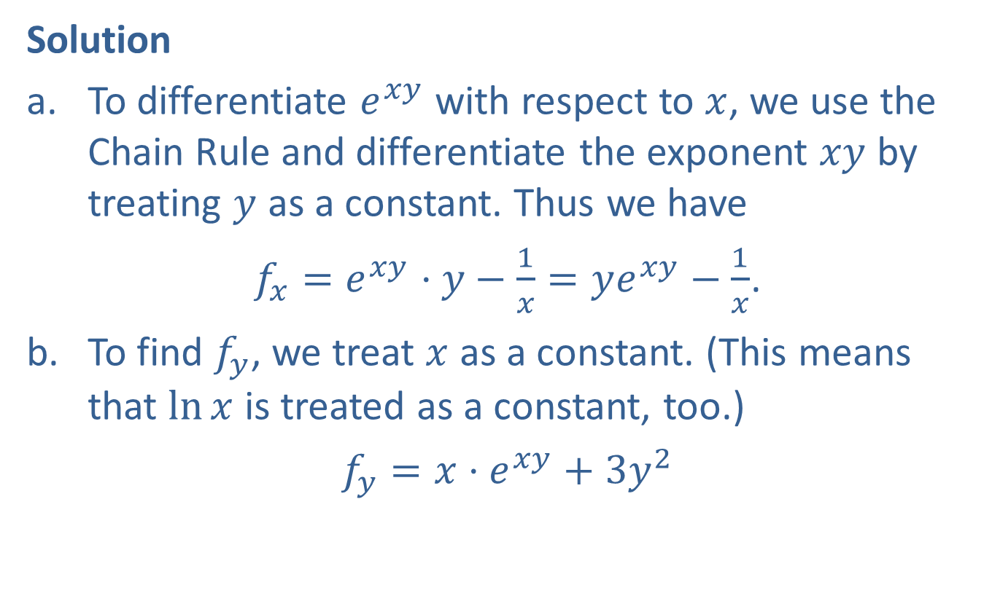 Solution
a. To differentiate $e^{xy}$ with respect to $x$, we use the
Chain Rule and differentiate the exponent $xy$ by
treating $y$ as a constant. Thus we have
$f_x = e^{xy} \cdot y - \frac{1}{x} = ye^{xy} - \frac{1}{x}.$
b. To find $f_y$, we treat $x$ as a constant. (This means
that $\ln x$ is treated as a constant, too.)
$f_y = x \cdot e^{xy} + 3y^2$